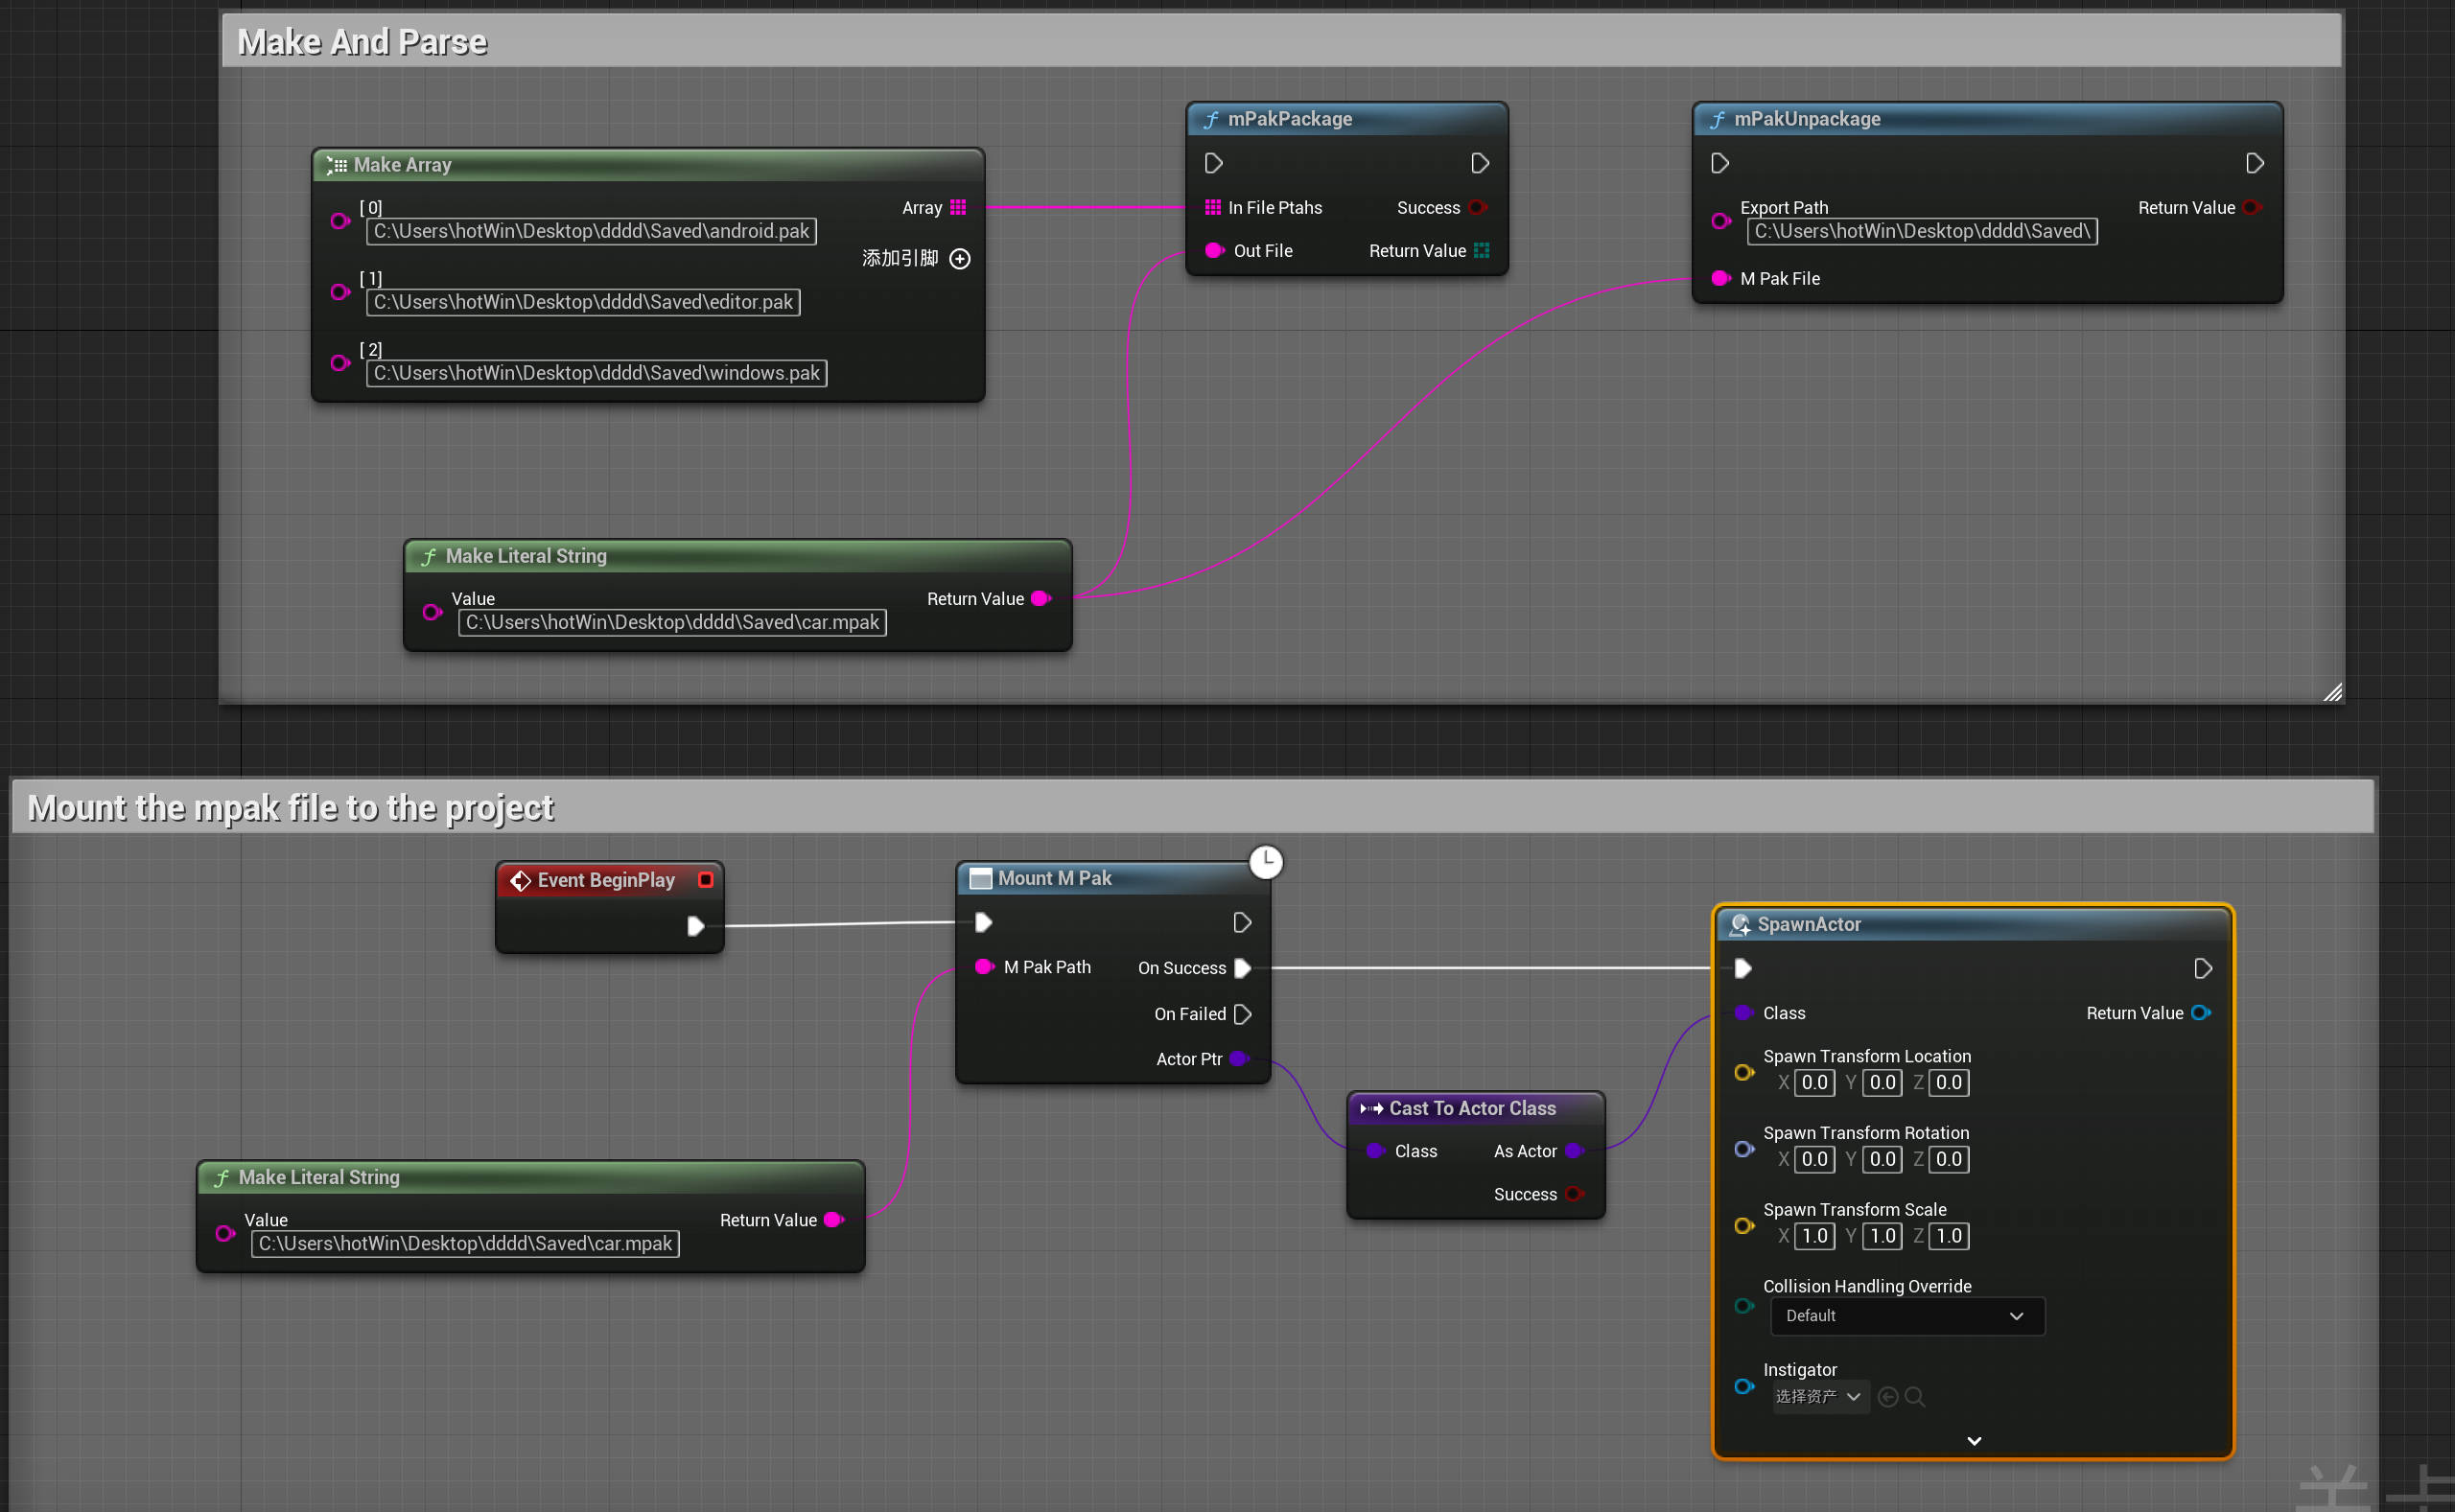 Make And Parse
mPakPackage
mPakUnpackage
Make Array
[0]
Array
C:\Users\hotWin\Desktop\dddd\Saved\android.pak
添加引脚
[1]
C:\Users\hotWin\Desktop\dddd\Saved\editor.pak
[2]
C:\Users\hotWin\Desktop\dddd\Saved\windows.pak
In File Ptahs
Success
Out File
Return Value
Export Path
Return Value
C:\Users\hotWin\Desktop\dddd\Saved\
M Pak File
Make Literal String
Value
Return Value
C:\Users\hotWin\Desktop\dddd\Saved\car.mpak
Mount the mpak file to the project
Event BeginPlay
Mount M Pak
M Pak Path
On Success
On Failed
Actor Ptr
Make Literal String
Value
Return Value
C:\Users\hotWin\Desktop\dddd\Saved\car.mpak
Cast To Actor Class
Class
As Actor
Success
SpawnActor
Class
Return Value
Spawn Transform Location
X 0.0 Y 0.0 Z 0.0
Spawn Transform Rotation
X 0.0 Y 0.0 Z 0.0
Spawn Transform Scale
X 1.0 Y 1.0 Z 1.0
Collision Handling Override
Default
Instigator
选择资产